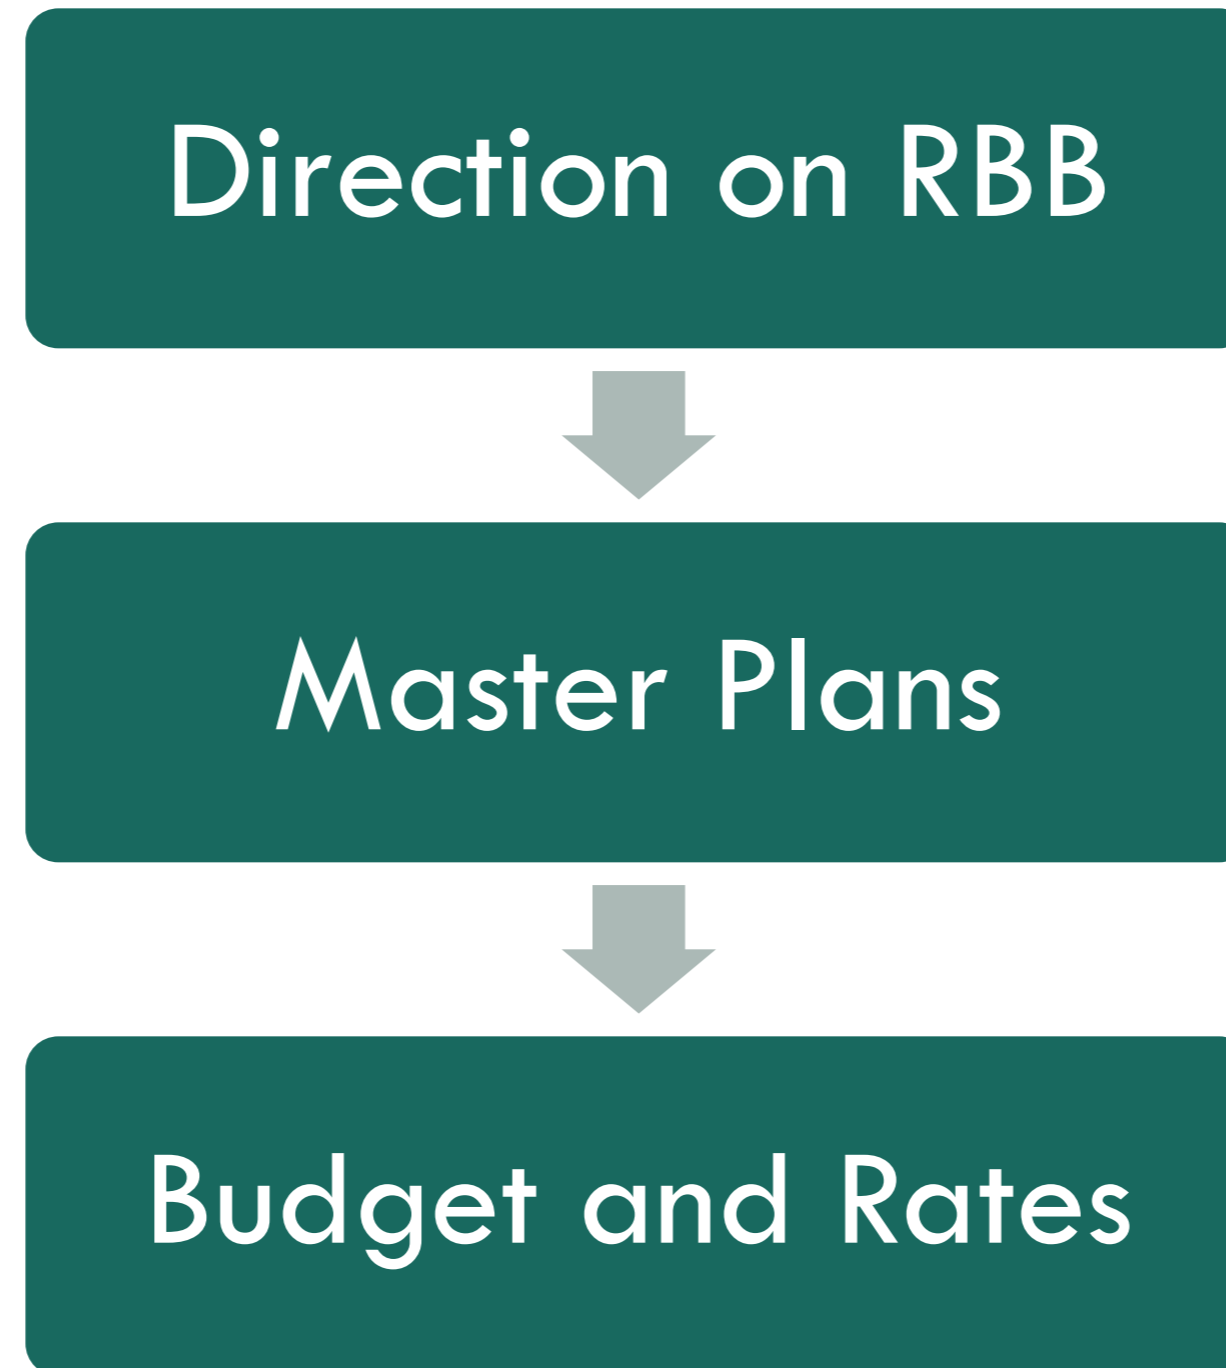 Direction on RBB
Master Plans
Budget and Rates